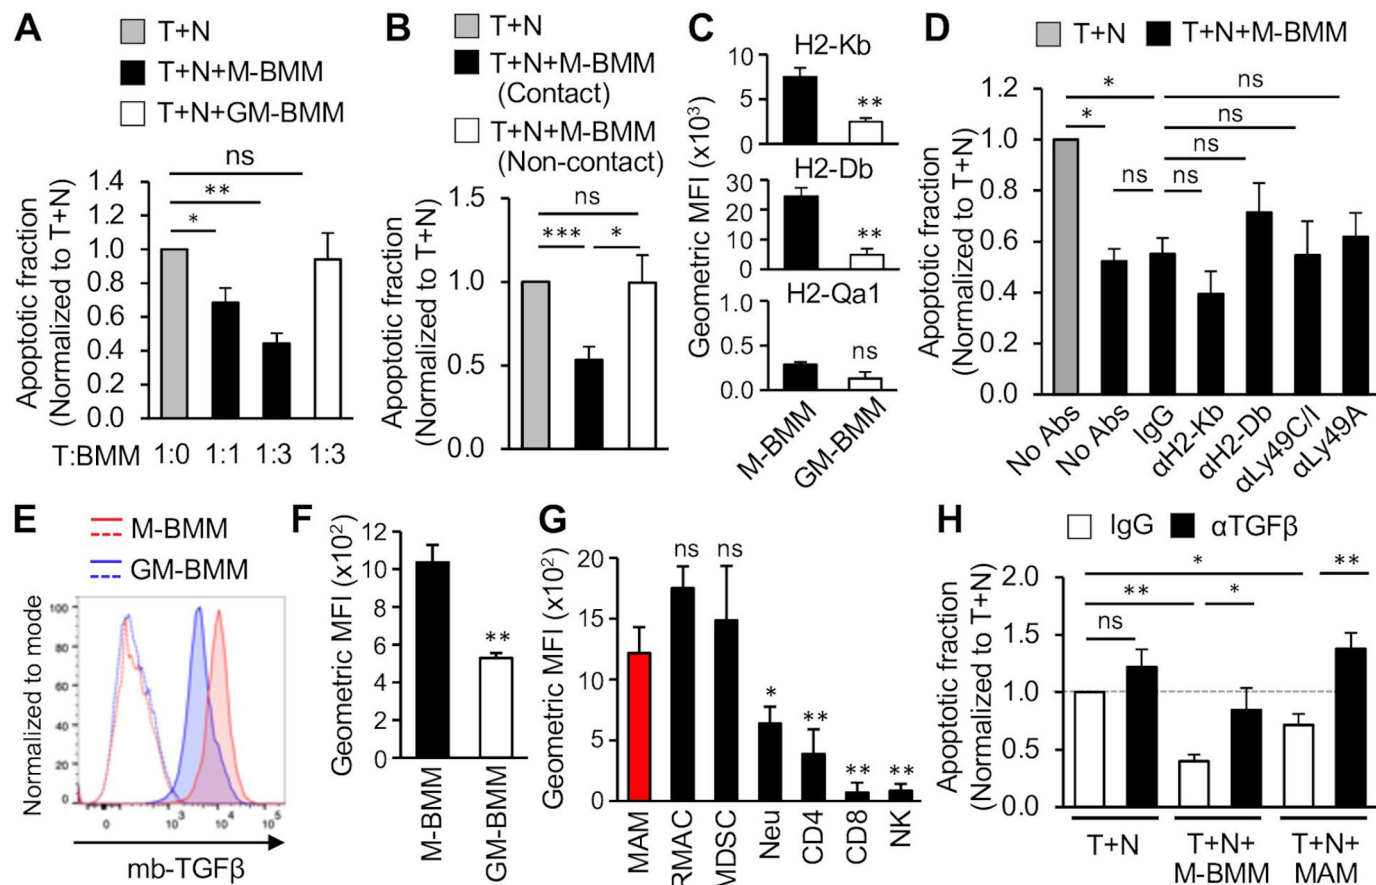 A
T+N
T+N+M-BMM
T+N+GM-BMM
ns
**
*
Apoptotic fraction
(Normalized to T+N)
1.4
1.2
1.0
0.8
0.6
0.4
0.2
0.0
T:BMM 1:0 1:1 1:3 1:3
B
T+N
T+N+M-BMM
(Contact)
T+N+M-BMM
(Non-contact)
ns
*** *
Apoptotic fraction
(Normalized to T+N)
1.5
1.0
0.5
0.0
C
Geometric MFI (x10³)
H2-Kb
10
5
0
**
H2-Db
30
20
10
0
**
H2-Qa1
1.0
0.5
0.0
ns
M-BMM
GM-BMM
D
T+N T+N+M-BMM
ns
*
ns
*
ns
ns ns
Apoptotic fraction
(Normalized to T+N)
1.2
1.0
0.8
0.6
0.4
0.2
0.0
No Abs
No Abs
IgG
αH2-Kb
αH2-Db
αLy49C/I
αLy49A
E
M-BMM
GM-BMM
Normalized to mode
100
80
60
40
20
0
0 10³ 10⁴ 10⁵
mb-TGFβ
F
Geometric MFI (x10²)
12
10
8
6
4
2
0
**
M-BMM
GM-BMM
G
Geometric MFI (x10²)
20
15
10
5
0
ns ns * ** ** **
MAM
RMAC
MDSC
Neu
CD4
CD8
NK
H
IgG αTGFβ
* **
** *
ns
Apoptotic fraction
(Normalized to T+N)
2.0
1.5
1.0
0.5
0.0
T+N T+N+ T+N+
M-BMM MAM